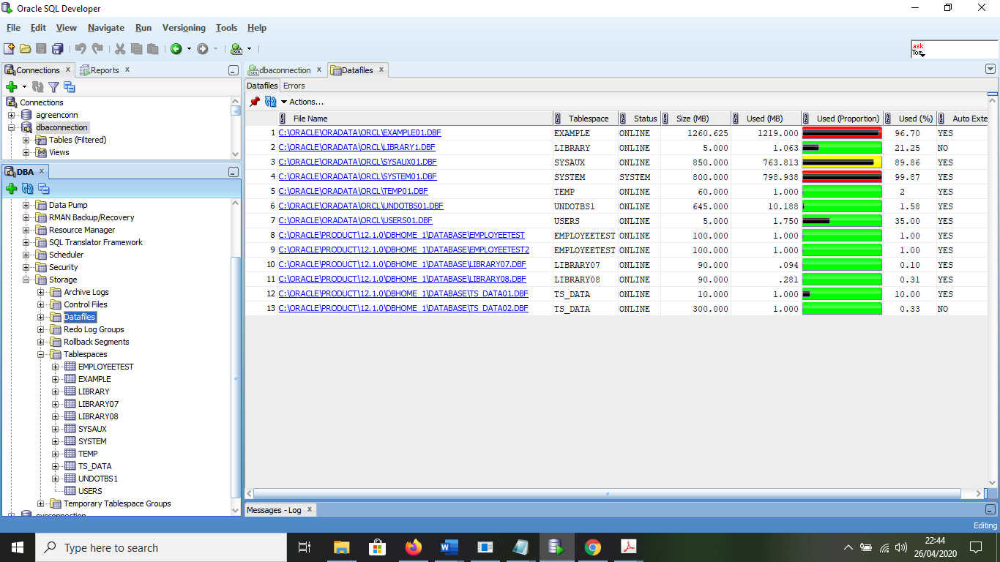 Oracle SQL Developer
File Edit View Navigate Run Versioning Tools Help
ask
Tom
Connections x Reports x
Connections
agreenconn
dbaconnection
Tables (Filtered)
Views
DBA x
Data Pump
RMAN Backup/Recovery
Resource Manager
SQL Translator Framework
Scheduler
Security
Storage
Archive Logs
Control Files
Datafiles
Redo Log Groups
Rollback Segments
Tablespaces
EMPLOYEETEST
EXAMPLE
LIBRARY
LIBRARY07
LIBRARY08
SYSAUX
SYSTEM
TEMP
TS_DATA
UNDOTBS1
USERS
Temporary Tablespace Groups
sysconnection
dbaconnection x Datafiles x
Datafiles Errors
Actions...
File Name Tablespace Status Size (MB) Used (MB) Used (Proportion) Used (%) Auto Exte
1 C:\ORACLE\ORADATA\ORCL\EXAMPLE01.DBF EXAMPLE ONLINE 1260.625 1219.000 96.70 YES
2 C:\ORACLE\ORADATA\ORCL\LIBRARY1.DBF LIBRARY ONLINE 5.000 1.063 21.25 NO
3 C:\ORACLE\ORADATA\ORCL\SYSAUX01.DBF SYSAUX ONLINE 850.000 763.813 89.86 YES
4 C:\ORACLE\ORADATA\ORCL\SYSTEM01.DBF SYSTEM SYSTEM 800.000 798.938 99.87 YES
5 C:\ORACLE\ORADATA\ORCL\TEMP01.DBF TEMP ONLINE 60.000 1.000 2 YES
6 C:\ORACLE\ORADATA\ORCL\UNDOTBS01.DBF UNDOTBS1 ONLINE 645.000 10.188 1.58 YES
7 C:\ORACLE\ORADATA\ORCL\USERS01.DBF USERS ONLINE 5.000 1.750 35.00 YES
8 C:\ORACLE\PRODUCT\12.1.0\DBHOME_1\DATABASE\EMPLOYEETEST EMPLOYEETEST ONLINE 100.000 1.000 1.00 YES
9 C:\ORACLE\PRODUCT\12.1.0\DBHOME_1\DATABASE\EMPLOYEETEST2 EMPLOYEETEST ONLINE 100.000 1.000 1.00 YES
10 C:\ORACLE\PRODUCT\12.1.0\DBHOME_1\DATABASE\LIBRARY07.DBF LIBRARY07 ONLINE 90.000 .094 0.10 YES
11 C:\ORACLE\PRODUCT\12.1.0\DBHOME_1\DATABASE\LIBRARY08.DBF LIBRARY08 ONLINE 90.000 .281 0.31 YES
12 C:\ORACLE\PRODUCT\12.1.0\DBHOME_1\DATABASE\TS_DATA01.DBF TS_DATA ONLINE 10.000 1.000 10.00 YES
13 C:\ORACLE\PRODUCT\12.1.0\DBHOME_1\DATABASE\TS_DATA02.DBF TS_DATA ONLINE 300.000 1.000 0.33 NO
Messages - Log x
Editing
Type here to search
22:44
26/04/2020